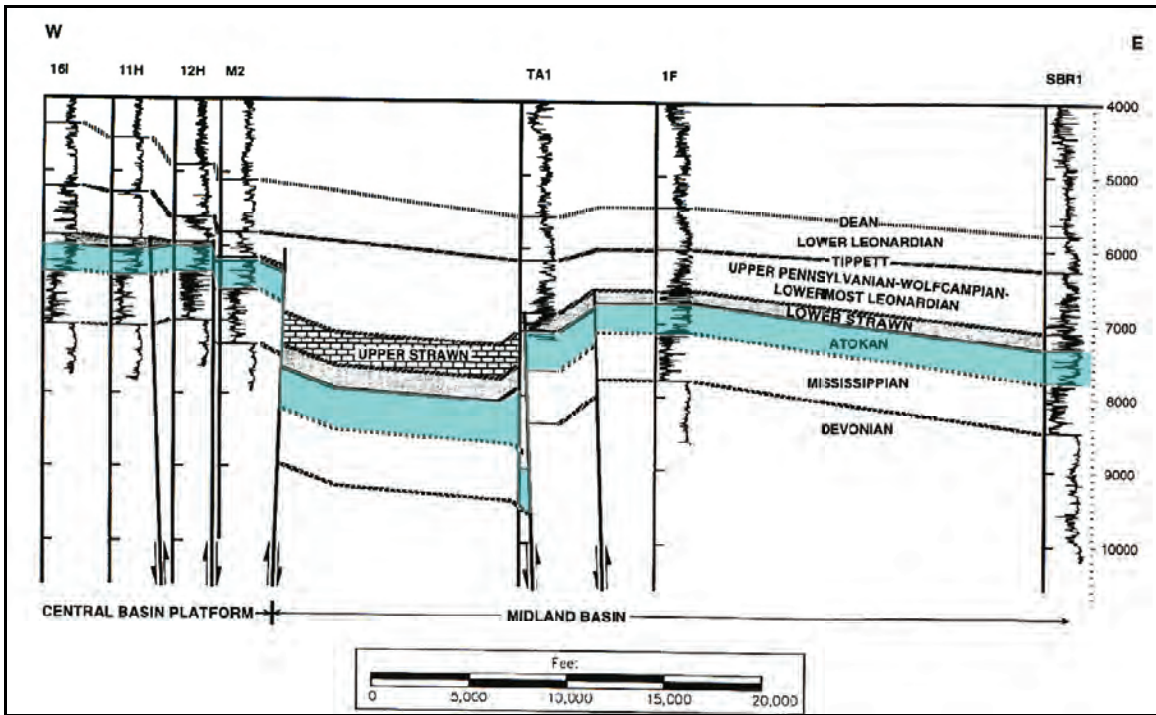 W
E
16I 11H 12H M2 TA1 1F SBR1
4000
5000
DEAN
LOWER LEONARDIAN
6000
TIPPETT
UPPER PENNSYLVANIAN-WOLFCAMPIAN-
LOWERMOST LEONARDIAN
LOWER STRAWN
7000
UPPER STRAWN
ATOKAN
MISSISSIPPIAN
8000
DEVONIAN
9000
10000
CENTRAL BASIN PLATFORM
MIDLAND BASIN
Fee:
0 5,000 10,000 15,000 20,000